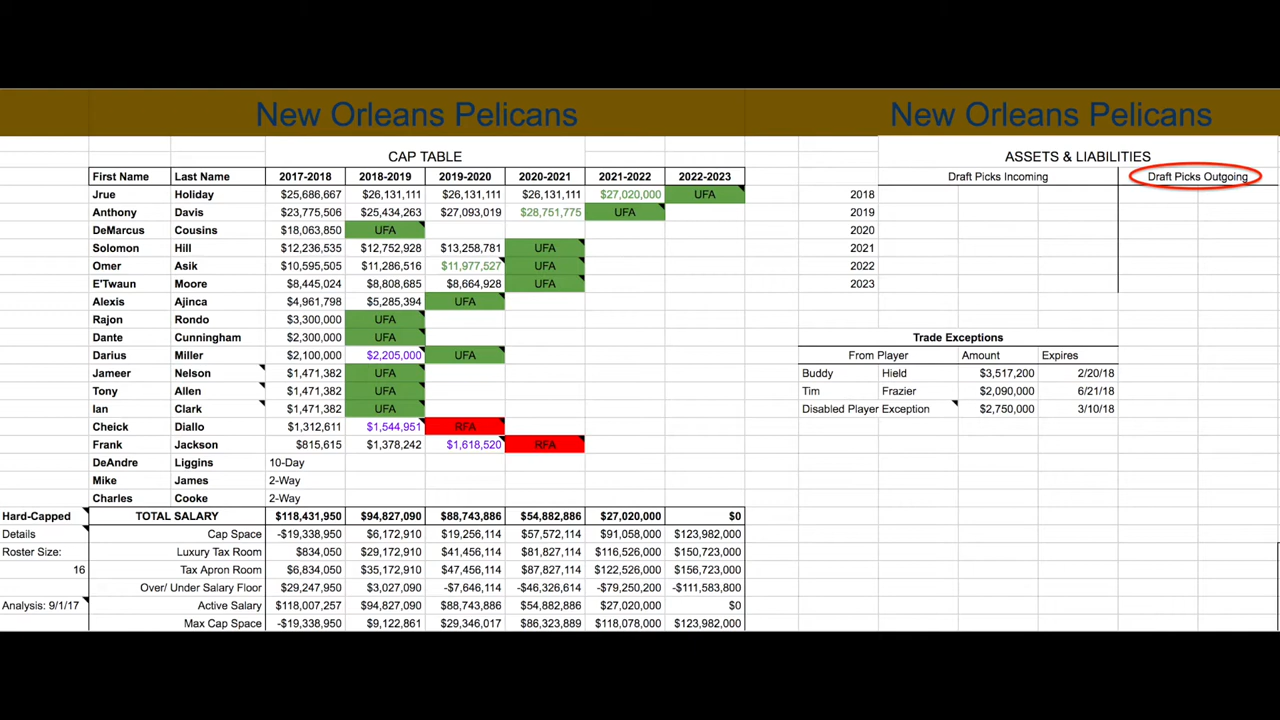 New Orleans Pelicans New Orleans Pelicans
CAP TABLE ASSETS & LIABILITIES
First Name Last Name 2017-2018 2018-2019 2019-2020 2020-2021 2021-2022 2022-2023 Draft Picks Incoming Draft Picks Outgoing
Jrue Holiday $25,686,667 $26,131,111 $26,131,111 $26,131,111 $27,020,000 UFA 2018
Anthony Davis $23,775,506 $25,434,263 $27,093,019 $28,751,775 UFA 2019
DeMarcus Cousins $18,063,850 UFA 2020
Solomon Hill $12,236,535 $12,752,928 $13,258,781 UFA 2021
Omer Asik $10,595,505 $11,286,516 $11,977,527 UFA 2022
E'Twaun Moore $8,445,024 $8,808,685 $8,664,928 UFA 2023
Alexis Ajinca $4,961,798 $5,285,394 UFA
Rajon Rondo $3,300,000 UFA
Dante Cunningham $2,300,000 UFA Trade Exceptions
Darius Miller $2,100,000 $2,205,000 UFA From Player Amount Expires
Jameer Nelson $1,471,382 UFA Buddy Hield $3,517,200 2/20/18
Tony Allen $1,471,382 UFA Tim Frazier $2,090,000 6/21/18
Ian Clark $1,471,382 UFA Disabled Player Exception $2,750,000 3/10/18
Cheick Diallo $1,312,611 $1,544,951 RFA
Frank Jackson $815,615 $1,378,242 $1,618,520 RFA
DeAndre Liggins 10-Day
Mike James 2-Way
Charles Cooke 2-Way
Hard-Capped TOTAL SALARY $118,431,950 $94,827,090 $88,743,886 $54,882,886 $27,020,000 $0
Details Cap Space -$19,338,950 $6,172,910 $19,256,114 $57,572,114 $91,058,000 $123,982,000
Roster Size: Luxury Tax Room $834,050 $29,172,910 $41,456,114 $81,827,114 $116,526,000 $150,723,000
16 Tax Apron Room $6,834,050 $35,172,910 $47,456,114 $87,827,114 $122,526,000 $156,723,000
Over/ Under Salary Floor $29,247,950 $3,027,090 -$7,646,114 -$46,326,614 -$79,250,200 -$111,583,800
Analysis: 9/1/17 Active Salary $118,007,257 $94,827,090 $88,743,886 $54,882,886 $27,020,000 $0
Max Cap Space -$19,338,950 $9,122,861 $29,346,017 $86,323,889 $118,078,000 $123,982,000